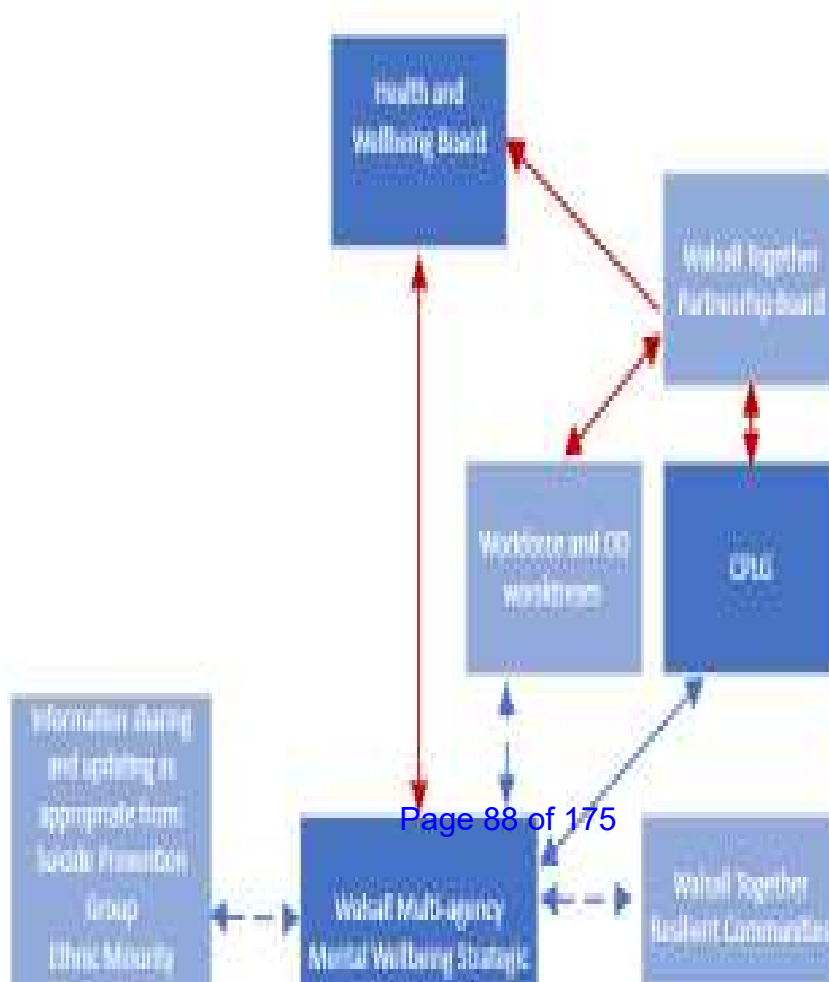 Health and
Wellbeing Board
Walsall Together
Partnership Board
Workforce and OD
workstream
CPLG
Information sharing
and updating as
appropriate from:
Suicide Prevention
Group
Ethnic Minority
Page 88 of 175
Walsall Multi-agency
Mental Wellbeing Strategic
Walsall Together
Resilient Communities